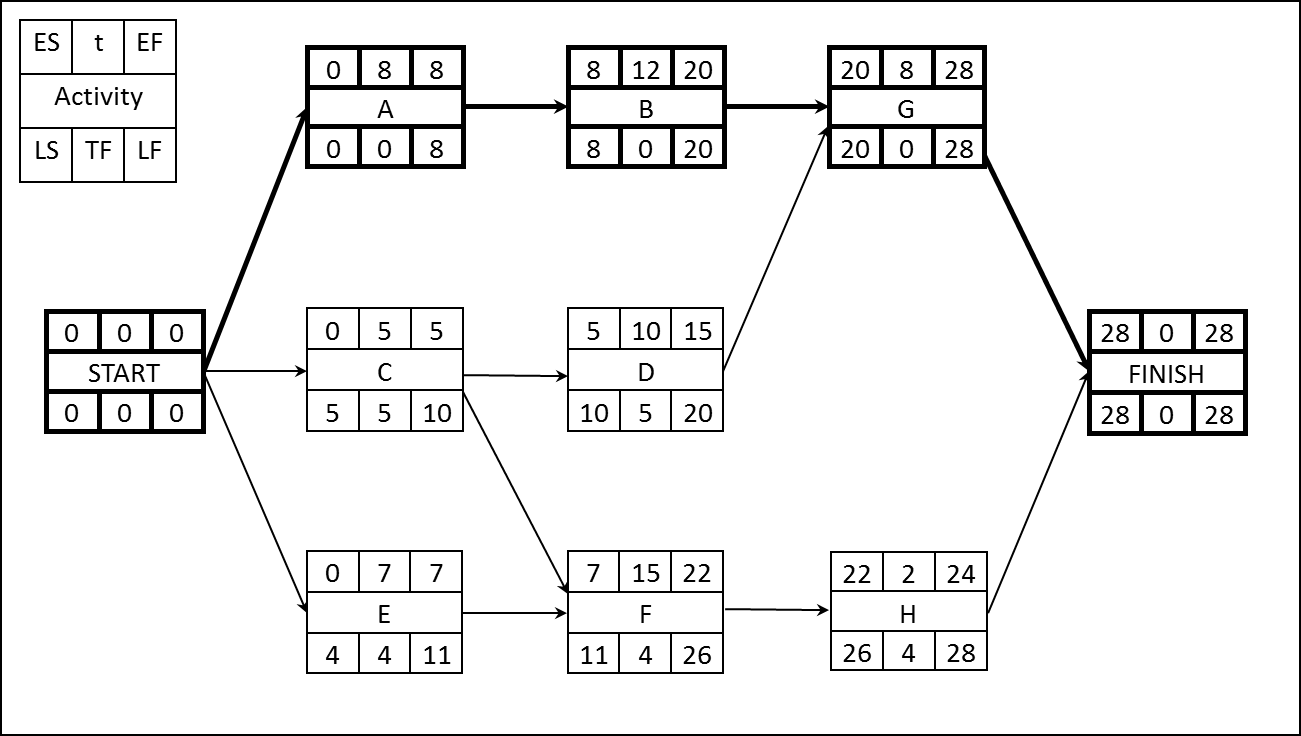 ES t EF
Activity
LS TF LF
0 8 8
A
0 0 8
8 12 20
B
8 0 20
20 8 28
G
20 0 28
0 0 0
START
0 0 0
0 5 5
C
5 5 10
5 10 15
D
10 5 20
28 0 28
FINISH
28 0 28
0 7 7
E
4 4 11
7 15 22
F
11 4 26
22 2 24
H
26 4 28